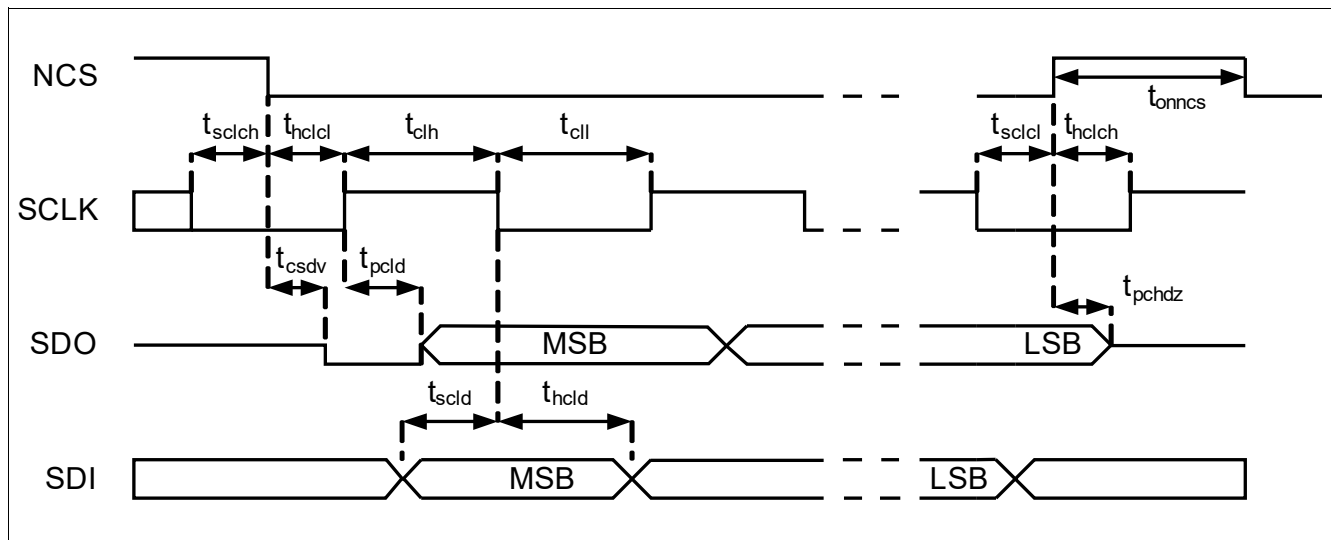 NCS
t_onncs
t_sclch t_hclcl t_clh t_cll t_sclcl t_hclch
SCLK
t_csdv t_pcld t_pchdz
SDO MSB LSB
t_scld t_hcld
SDI MSB LSB